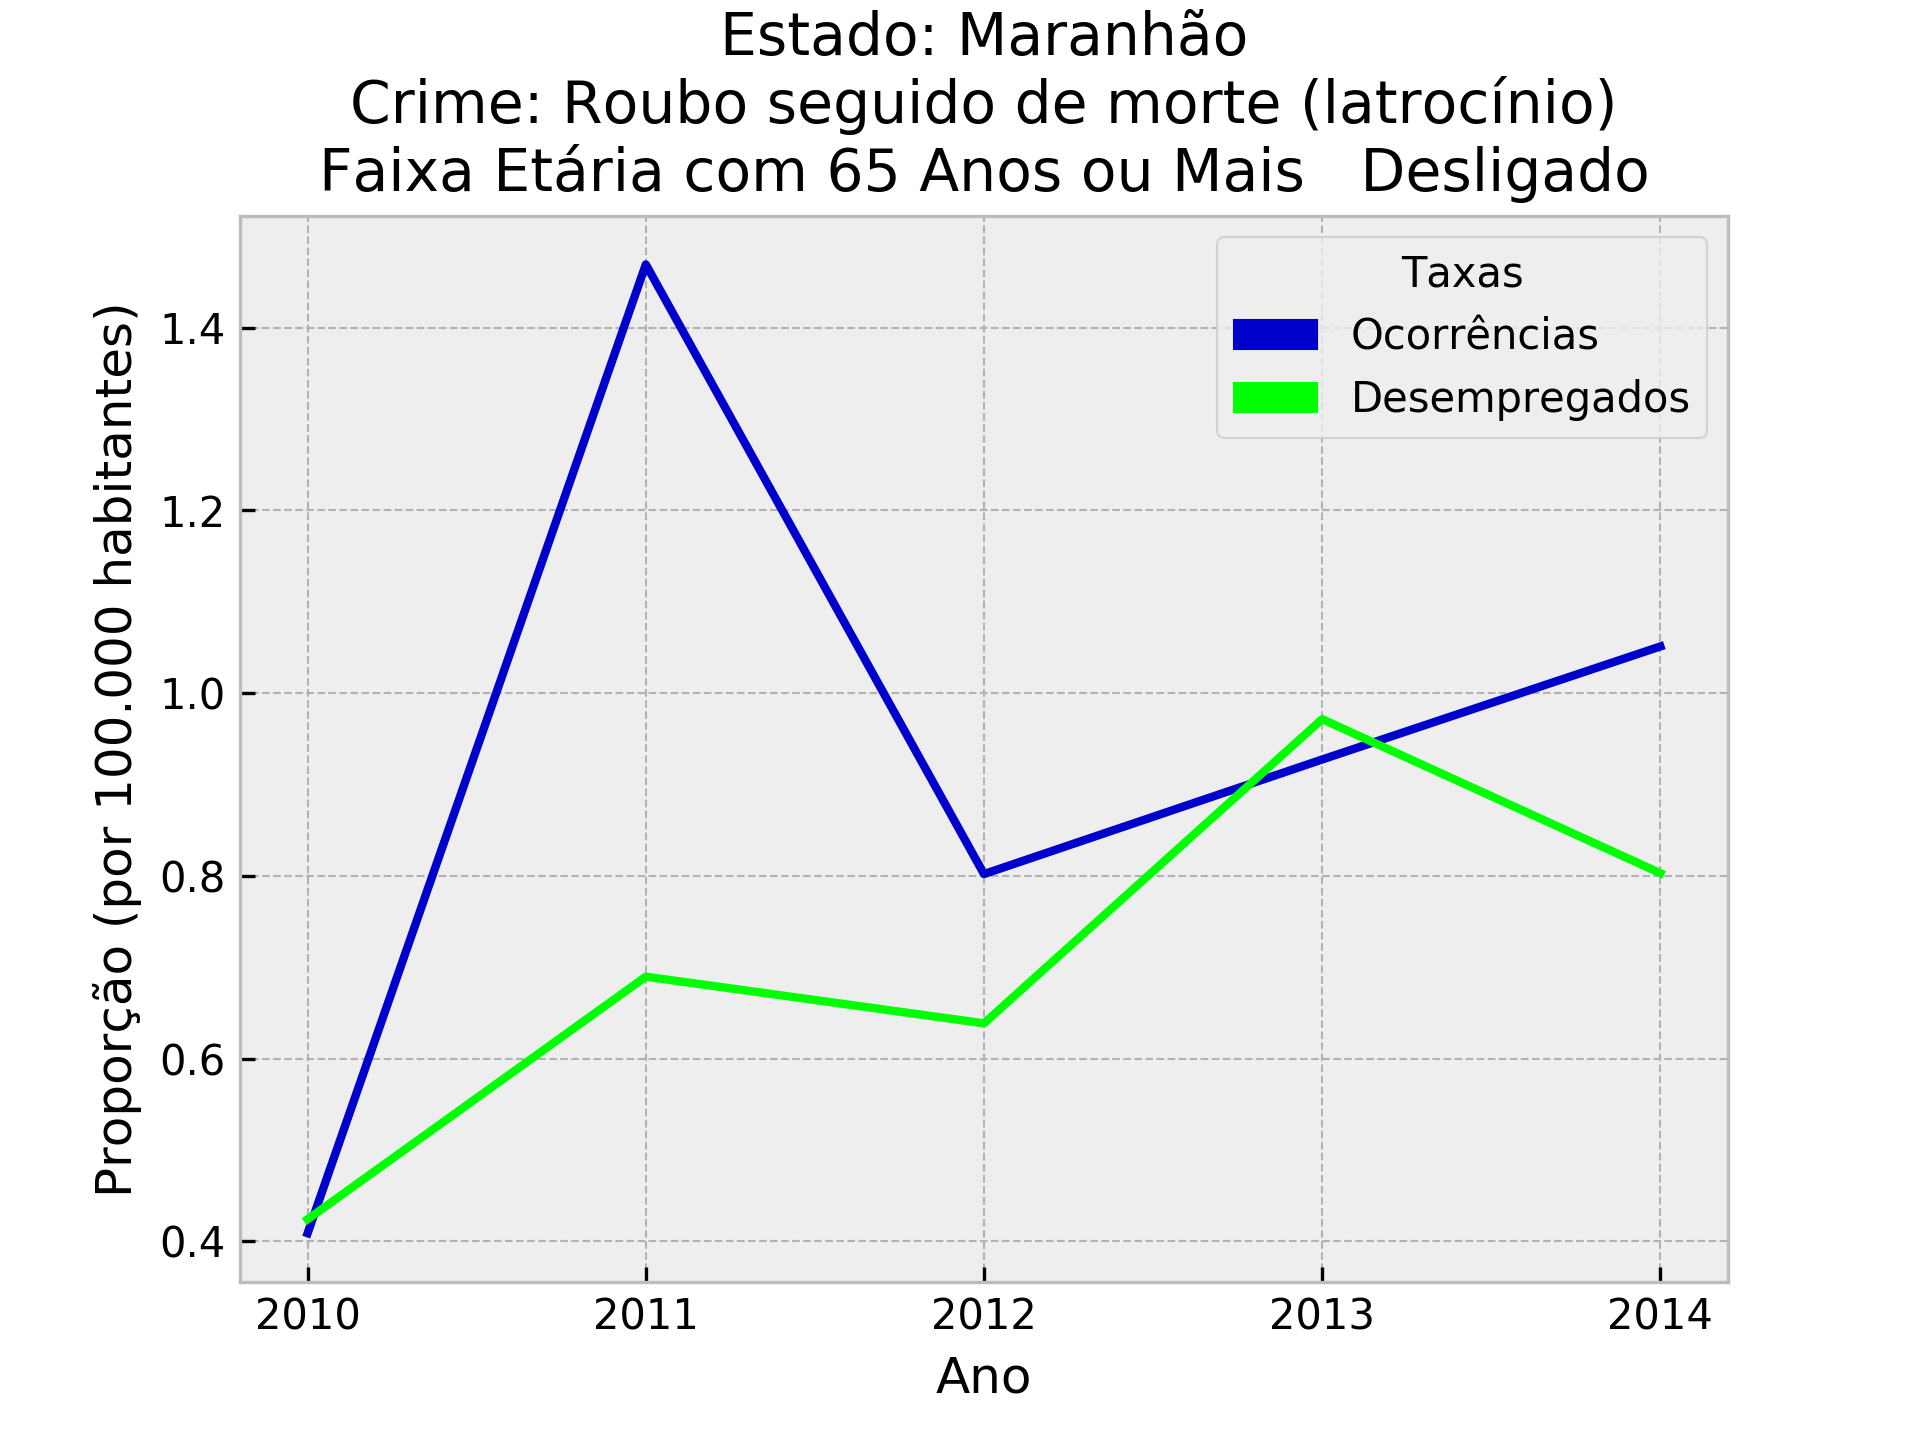 Estado: Maranhão
Crime: Roubo seguido de morte (latrocínio)
Faixa Etária com 65 Anos ou Mais   Desligado
Taxas
Ocorrências
Desempregados
Proporção (por 100.000 habitantes)
1.4
1.2
1.0
0.8
0.6
0.4
2010 2011 2012 2013 2014
Ano